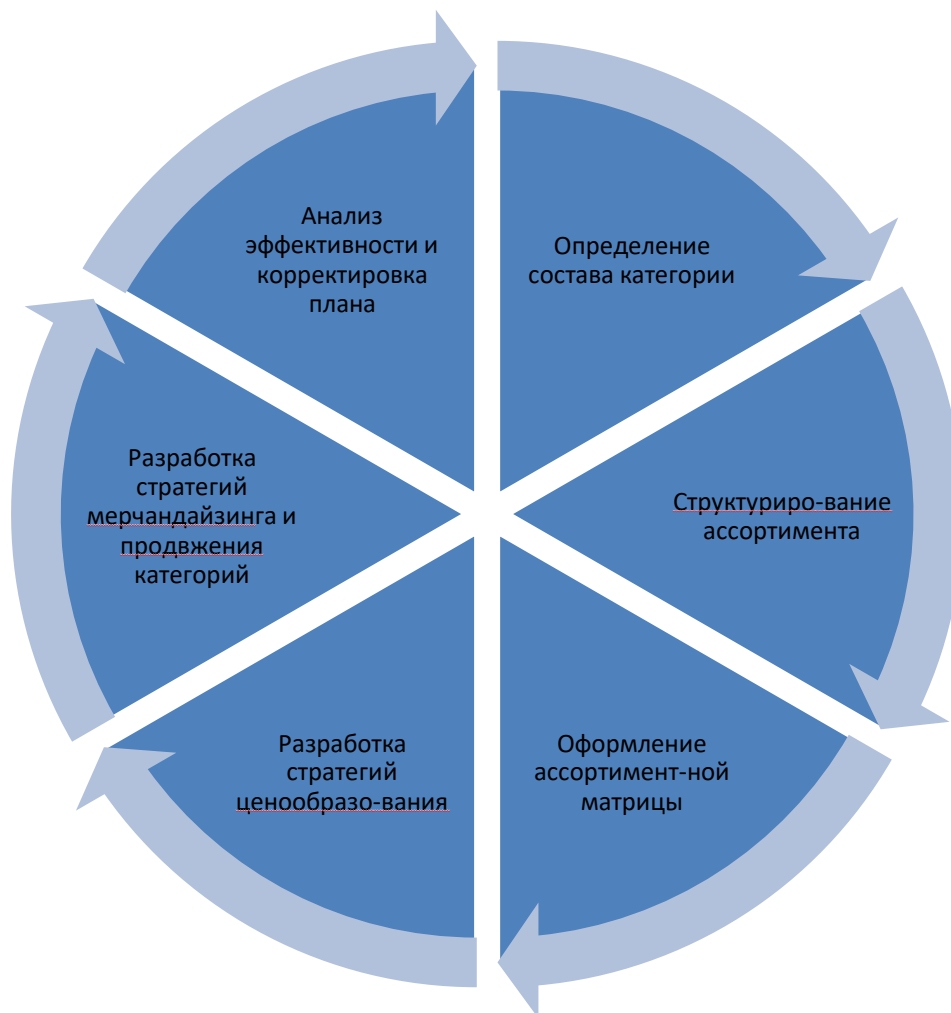 Определение
состава категории
Структуриро-вание
ассортимента
Оформление
ассортимент-ной
матрицы
Разработка
стратегий
ценообразо-вания
Разработка
стратегий
мерчандайзинга и
продвжения
категорий
Анализ
эффективности и
корректировка
плана